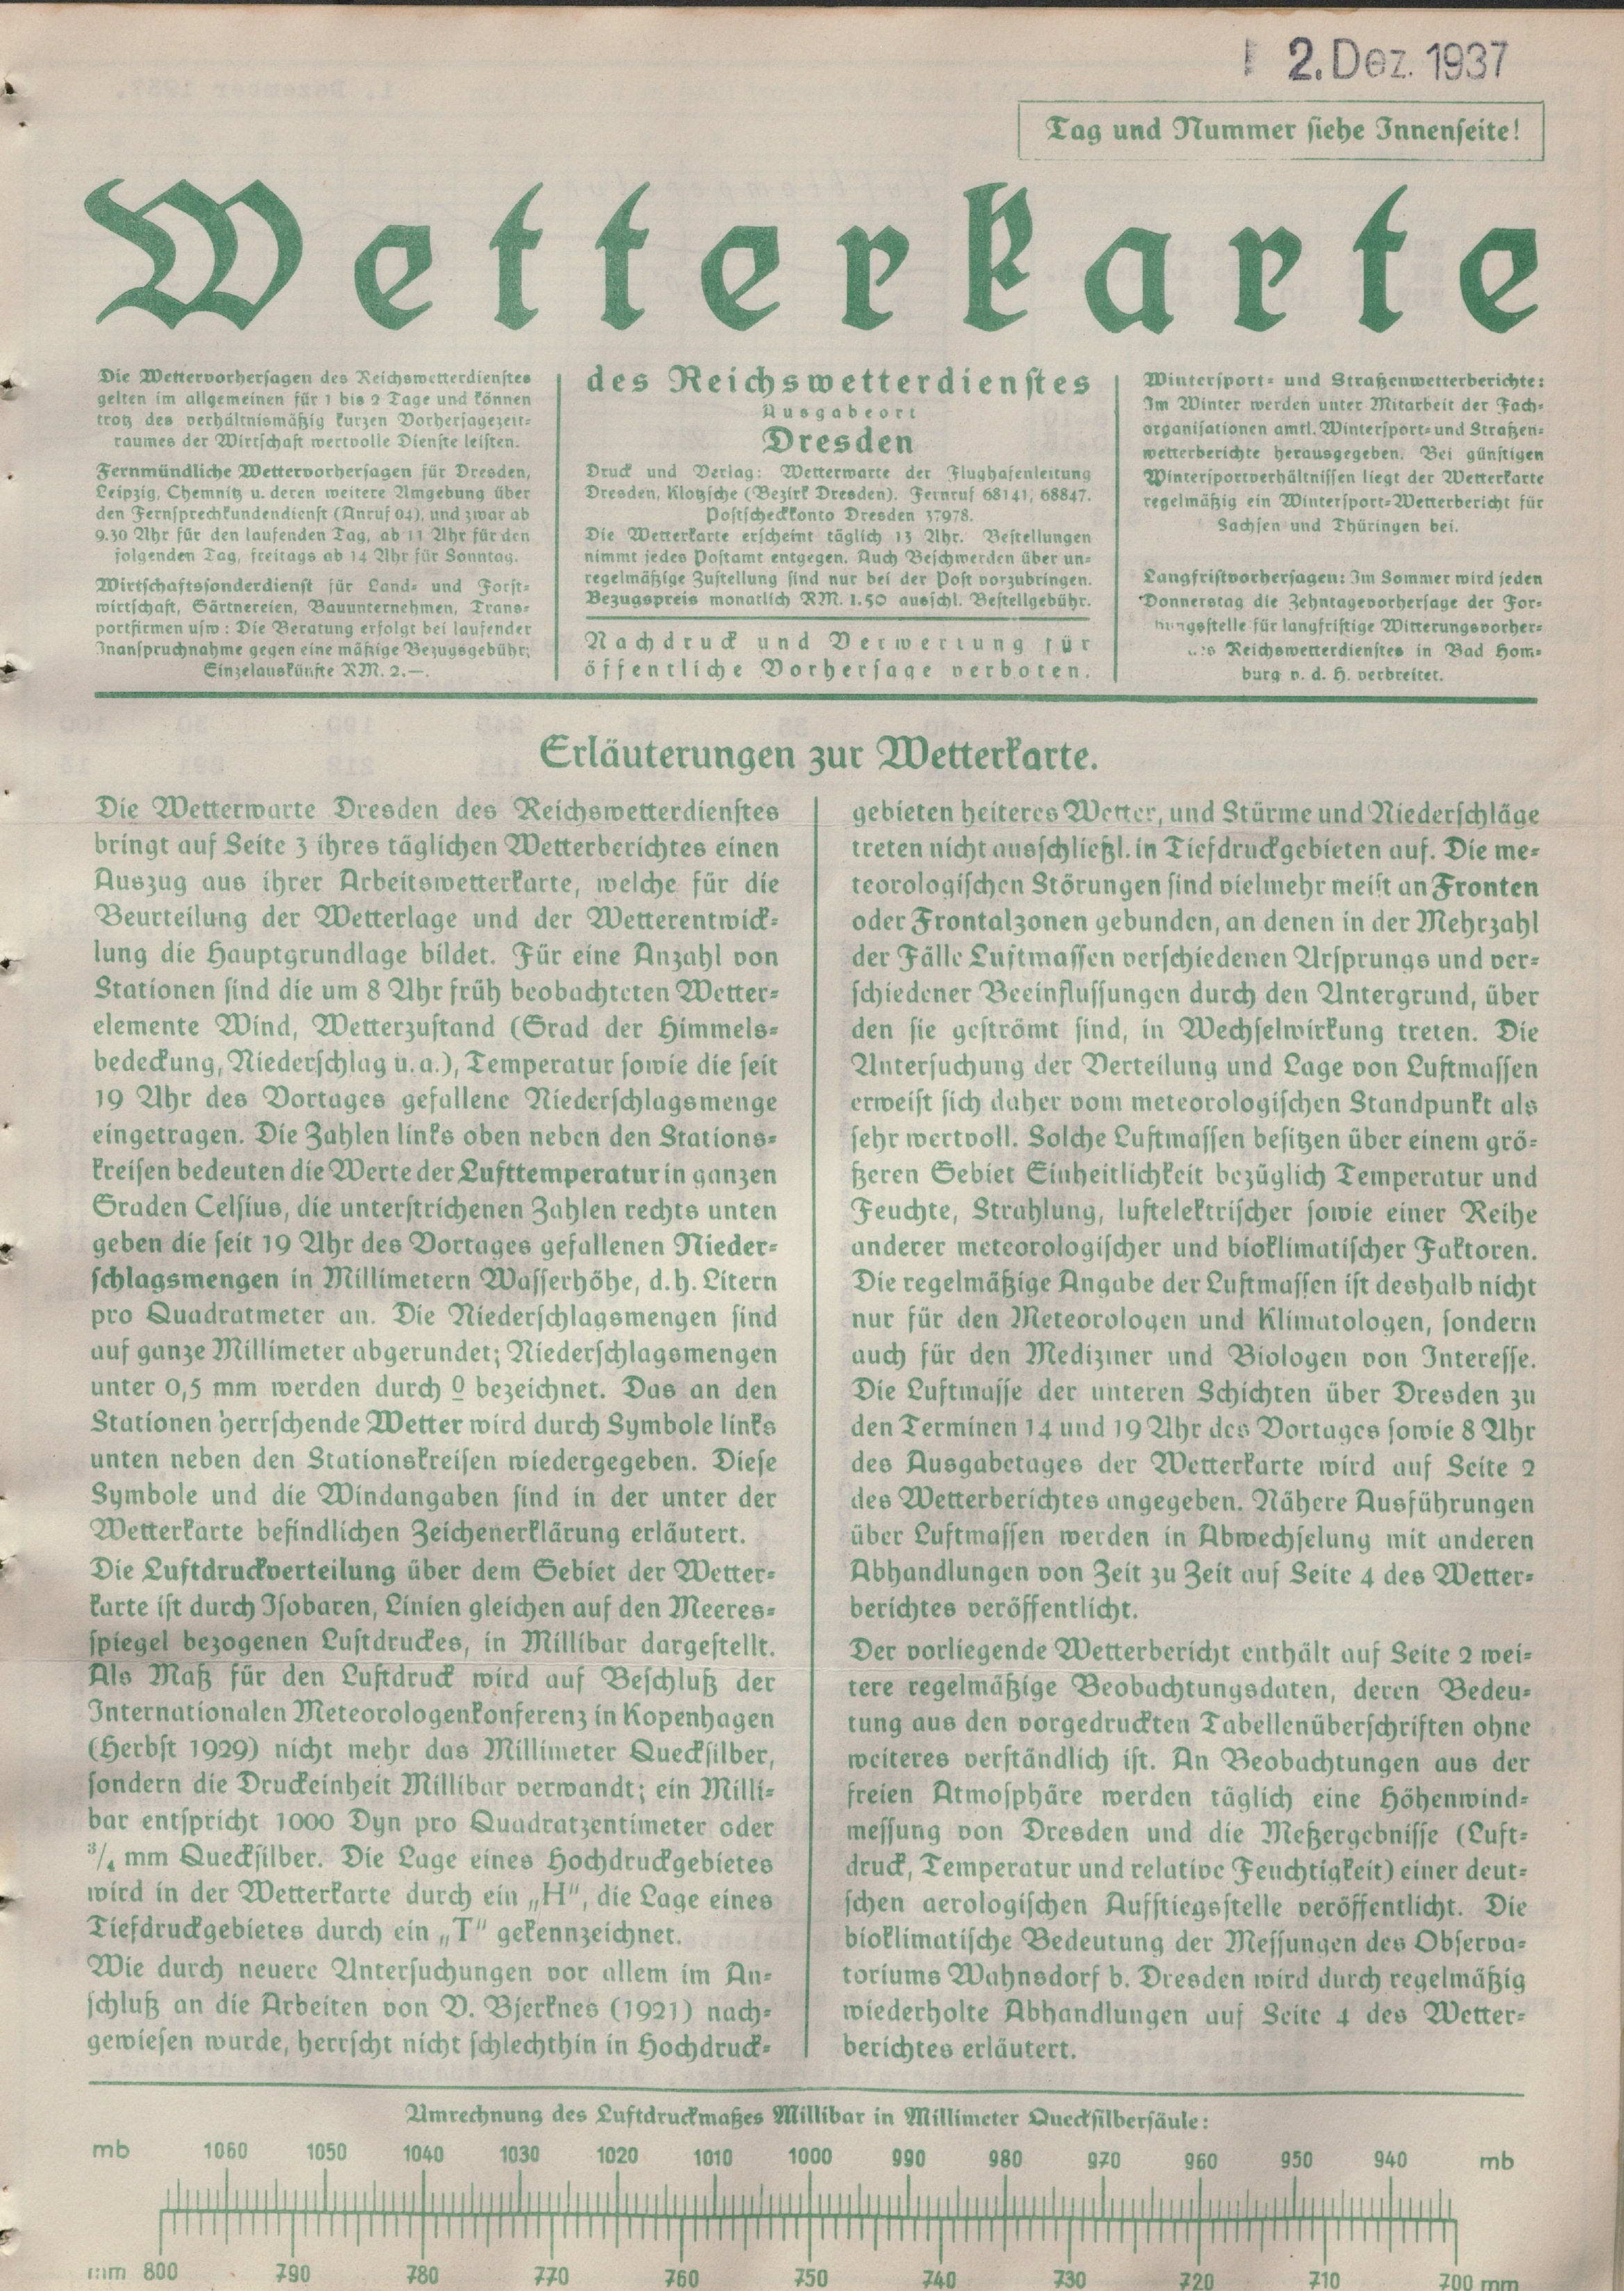 2. Dez. 1937
Tag und Nummer siehe Innenseite!
Wetterkarte
Die Wettervorhersagen des Reichswetterdienstes
gelten im allgemeinen für 1 bis 2 Tage und können
trotz des verhältnismäßig kurzen Vorhersagezeit-
raumes der Wirtschaft wertvolle Dienste leisten.
Fernmündliche Wettervorhersagen für Dresden,
Leipzig, Chemnitz u. deren weitere Umgebung über
den Fernsprechkundendienst (Anruf 04), und zwar ab
9.30 Uhr für den laufenden Tag, ab 11 Uhr für den
folgenden Tag, freitags ab 14 Uhr für Sonntag.
Wirtschaftssonderdienst für Land- und Forst-
wirtschaft, Gärtnereien, Bauunternehmen, Trans-
portfirmen usw: Die Beratung erfolgt bei laufender
Inanspruchnahme gegen eine mäßige Bezugsgebühr;
Einzelauskünfte RM. 2.—.
des Reichswetterdienstes
Ausgabeort
Dresden
Druck und Verlag: Wetterwarte der Flughafenleitung
Dresden, Klotzsche (Bezirk Dresden). Fernruf 68141, 68847.
Postscheckkonto Dresden 37978.
Die Wetterkarte erscheint täglich 13 Uhr. Bestellungen
nimmt jedes Postamt entgegen. Auch Beschwerden über un-
regelmäßige Zustellung sind nur bei der Post vorzubringen.
Bezugspreis monatlich RM. 1.50 ausschl. Bestellgebühr.
Nachdruck und Verwertung für
öffentliche Vorhersage verboten.
Wintersport- und Straßenwetterberichte:
Im Winter werden unter Mitarbeit der Fach-
organisationen amtl. Wintersport- und Straßen-
wetterberichte herausgegeben. Bei günstigen
Wintersportverhältnissen liegt der Wetterkarte
regelmäßig ein Wintersport-Wetterbericht für
Sachsen und Thüringen bei.
Langfristvorhersagen: Im Sommer wird jeden
Donnerstag die Zehntagevorhersage der For-
hungsstelle für langfristige Witterungsvorher-
Reichswetterdienstes in Bad Hom-
burg v. d. H. verbreitet.
Erläuterungen zur Wetterkarte.
Die Wetterwarte Dresden des Reichswetterdienstes
bringt auf Seite 3 ihres täglichen Wetterberichtes einen
Auszug aus ihrer Arbeitswetterkarte, welche für die
Beurteilung der Wetterlage und der Wetterentwick-
lung die Hauptgrundlage bildet. Für eine Anzahl von
Stationen sind die um 8 Uhr früh beobachteten Wetter-
elemente Wind, Wetterzustand (Grad der Himmels-
bedeckung, Niederschlag u. a.), Temperatur sowie die seit
19 Uhr des Vortages gefallene Niederschlagsmenge
eingetragen. Die Zahlen links oben neben den Stations-
kreisen bedeuten die Werte der Lufttemperatur in ganzen
Graden Celsius, die unterstrichenen Zahlen rechts unten
geben die seit 19 Uhr des Vortages gefallenen Nieder-
schlagsmengen in Millimetern Wasserhöhe, d. h. Litern
pro Quadratmeter an. Die Niederschlagsmengen sind
auf ganze Millimeter abgerundet; Niederschlagsmengen
unter 0,5 mm werden durch 0 bezeichnet. Das an den
Stationen herrschende Wetter wird durch Symbole links
unten neben den Stationskreisen wiedergegeben. Diese
Symbole und die Windangaben sind in der unter der
Wetterkarte befindlichen Zeichenerklärung erläutert.
Die Luftdruckverteilung über dem Gebiet der Wetter-
karte ist durch Isobaren, Linien gleichen auf den Meeres-
spiegel bezogenen Luftdruckes, in Millibar dargestellt.
Als Maß für den Luftdruck wird auf Beschluß der
Internationalen Meteorologenkonferenz in Kopenhagen
(Herbst 1929) nicht mehr das Millimeter Quecksilber,
sondern die Druckeinheit Millibar verwandt; ein Milli-
bar entspricht 1000 Dyn pro Quadratzentimeter oder
3/4 mm Quecksilber. Die Lage eines Hochdruckgebietes
wird in der Wetterkarte durch ein „H“, die Lage eines
Tiefdruckgebietes durch ein „T“ gekennzeichnet.
Wie durch neuere Untersuchungen vor allem im An-
schluß an die Arbeiten von V. Bjerknes (1921) nach-
gewiesen wurde, herrscht nicht schlechthin in Hochdruck-
gebieten heiteres Wetter, und Stürme und Niederschläge
treten nicht ausschließl. in Tiefdruckgebieten auf. Die me-
teorologischen Störungen sind vielmehr meist an Fronten
oder Frontalzonen gebunden, an denen in der Mehrzahl
der Fälle Luftmassen verschiedenen Ursprungs und ver-
schiedener Beeinflussungen durch den Untergrund, über
den sie geströmt sind, in Wechselwirkung treten. Die
Untersuchung der Verteilung und Lage von Luftmassen
erweist sich daher vom meteorologischen Standpunkt als
sehr wertvoll. Solche Luftmassen besitzen über einem grö-
ßeren Gebiet Einheitlichkeit bezüglich Temperatur und
Feuchte, Strahlung, luftelektrischer sowie einer Reihe
anderer meteorologischer und bioklimatischer Faktoren.
Die regelmäßige Angabe der Luftmassen ist deshalb nicht
nur für den Meteorologen und Klimatologen, sondern
auch für den Mediziner und Biologen von Interesse.
Die Luftmasse der unteren Schichten über Dresden zu
den Terminen 14 und 19 Uhr des Vortages sowie 8 Uhr
des Ausgabetages der Wetterkarte wird auf Seite 2
des Wetterberichtes angegeben. Nähere Ausführungen
über Luftmassen werden in Abwechselung mit anderen
Abhandlungen von Zeit zu Zeit auf Seite 4 des Wetter-
berichtes veröffentlicht.
Der vorliegende Wetterbericht enthält auf Seite 2 wei-
tere regelmäßige Beobachtungsdaten, deren Bedeu-
tung aus den vorgedruckten Tabellenüberschriften ohne
weiteres verständlich ist. An Beobachtungen aus der
freien Atmosphäre werden täglich eine Höhenwind-
messung von Dresden und die Meßergebnisse (Luft-
druck, Temperatur und relative Feuchtigkeit) einer deut-
schen aerologischen Aufstiegsstelle veröffentlicht. Die
bioklimatische Bedeutung der Messungen des Observa-
toriums Wahnsdorf b. Dresden wird durch regelmäßig
wiederholte Abhandlungen auf Seite 4 des Wetter-
berichtes erläutert.
Umrechnung des Luftdruckmaßes Millibar in Millimeter Quecksilbersäule:
mb 1060 1050 1040 1030 1020 1010 1000 990 980 970 960 950 940 mb
mm 800 790 780 770 760 750 740 730 720 710 700 mm